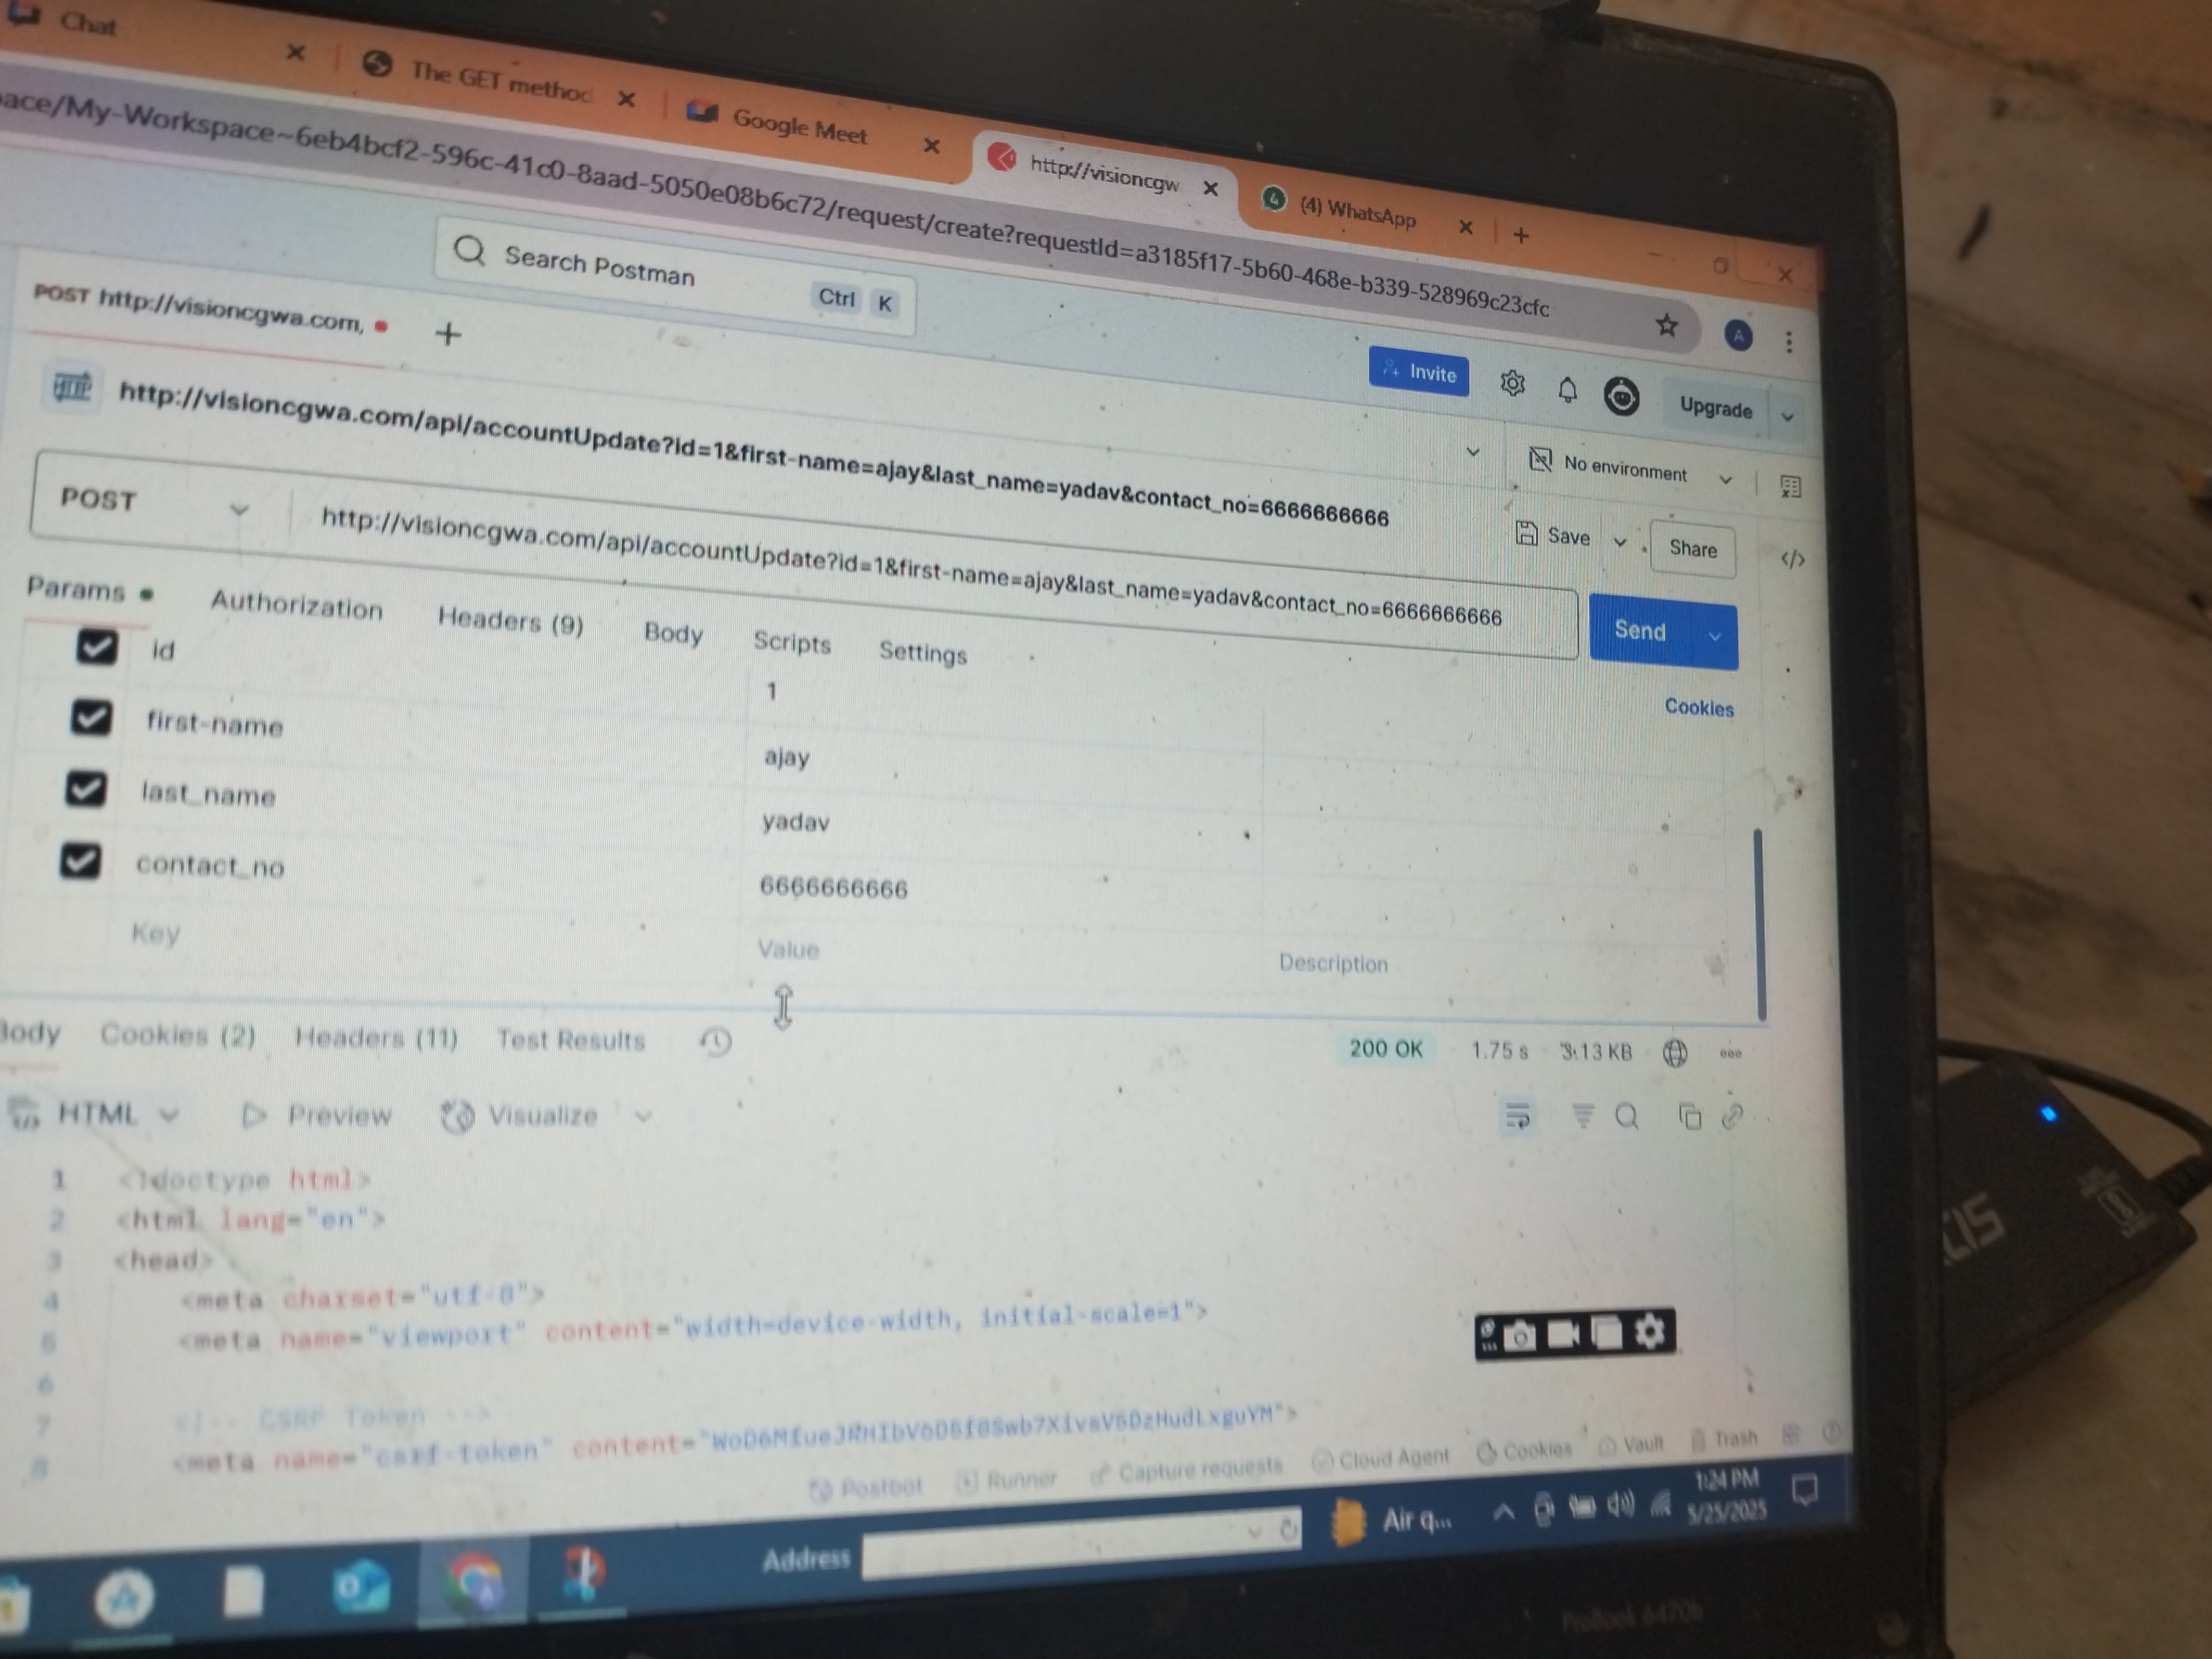 Chat
The GET method
Google Meet
http://visioncgw
(4) WhatsApp
ace/My-Workspace~6eb4bcf2-596c-41c0-8aad-5050e08b6c72/request/create?requestId=a3185f17-5b60-468e-b339-528969c23cfc
Search Postman
Ctrl K
Invite
Upgrade
POST http://visioncgwa.com,
HTTP
http://visioncgwa.com/api/accountUpdate?id=1&first-name=ajay&last_name=yadav&contact_no=6666666666
No environment
Save
Share
POST
http://visioncgwa.com/api/accountUpdate?id=1&first-name=ajay&last_name=yadav&contact_no=6666666666
Send
Params
Authorization
Headers (9)
Body
Scripts
Settings
Cookies
id
1
first-name
ajay
last_name
yadav
contact_no
6666666666
Key
Value
Description
Body
Cookies (2)
Headers (11)
Test Results
200 OK
1.75 s
3.13 KB
HTML
Preview
Visualize
1 <!doctype html>
2 <html lang="en">
3 <head>
4 <meta charset="utf-8">
5 <meta name="viewport" content="width=device-width, initial-scale=1">
6
7 <!-- CSRF Token -->
8 <meta name="csrf-token" content=
Postbot
Runner
Capture requests
Cloud Agent
Cookies
Vault
Trash
Address
Air q...
1:24 PM
5/25/2025
ProBook 6470b